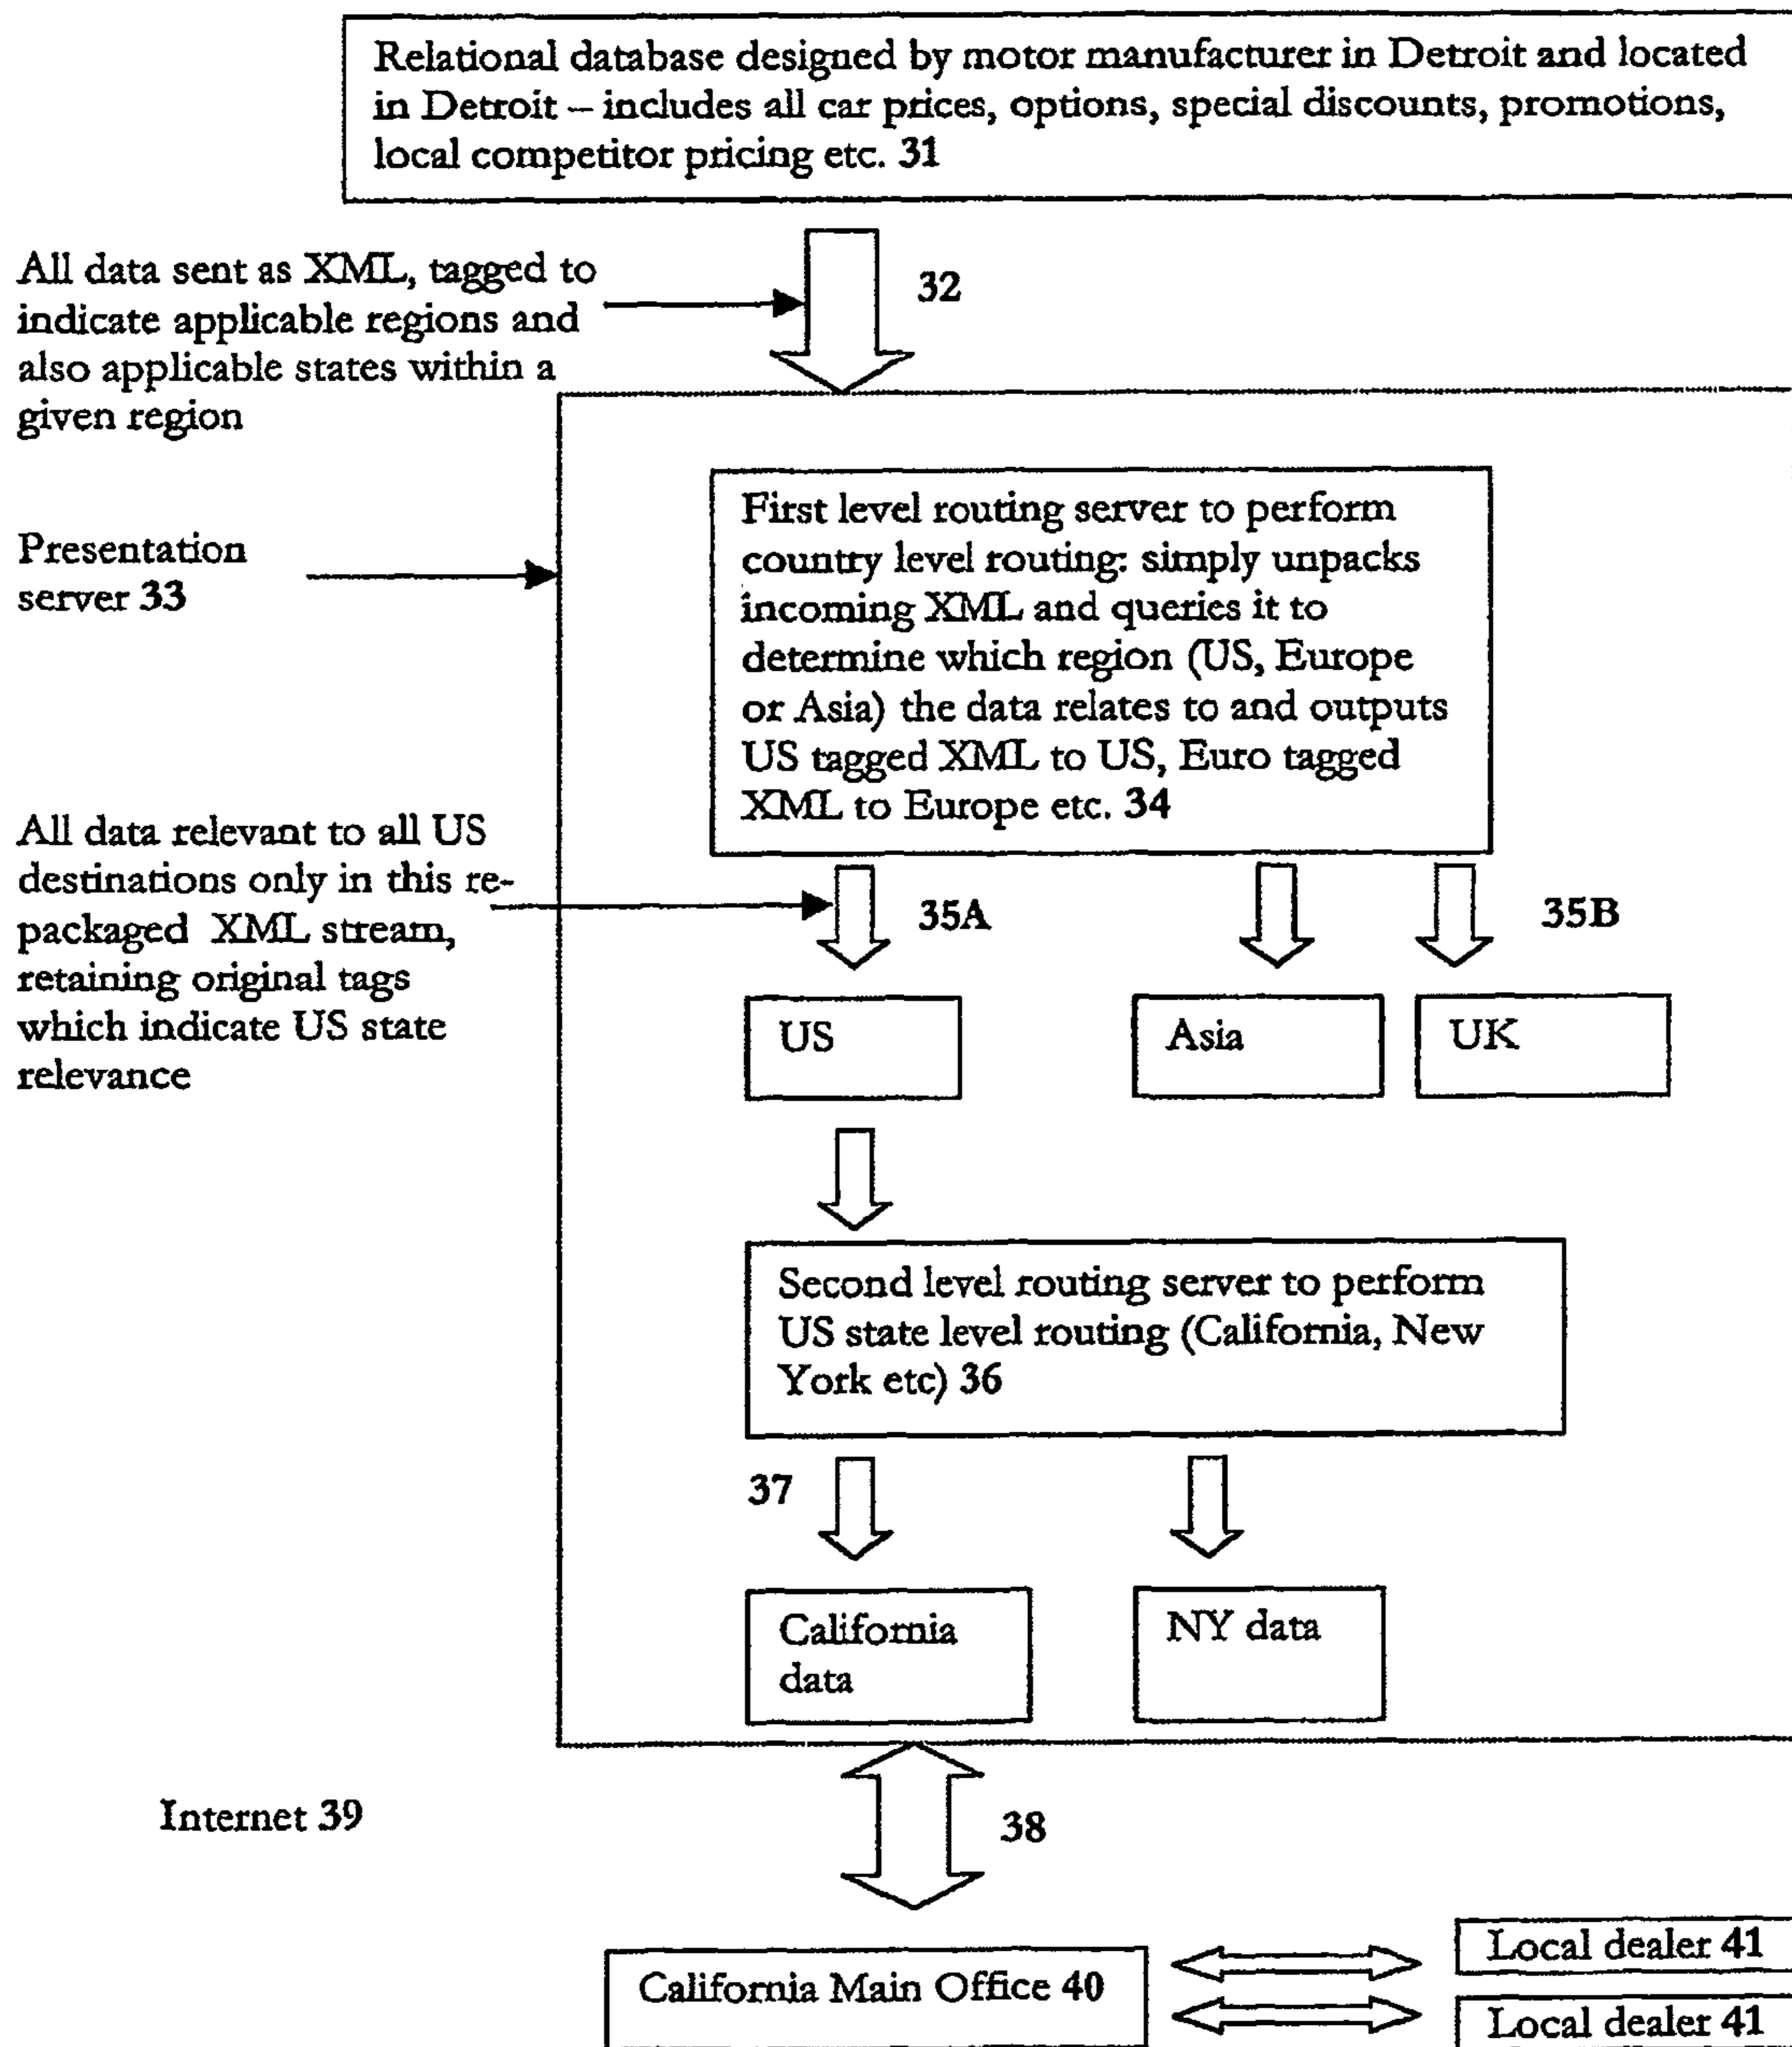 Relational database designed by motor manufacturer in Detroit and located
in Detroit – includes all car prices, options, special discounts, promotions,
local competitor pricing etc. 31
All data sent as XML, tagged to
indicate applicable regions and
also applicable states within a
given region
32
Presentation
server 33
First level routing server to perform
country level routing: simply unpacks
incoming XML and queries it to
determine which region (US, Europe
or Asia) the data relates to and outputs
US tagged XML to US, Euro tagged
XML to Europe etc. 34
All data relevant to all US
destinations only in this re-
packaged XML stream,
retaining original tags
which indicate US state
relevance
35A
35B
US
Asia
UK
Second level routing server to perform
US state level routing (California, New
York etc) 36
37
California
data
NY data
Internet 39
38
California Main Office 40
Local dealer 41
Local dealer 41